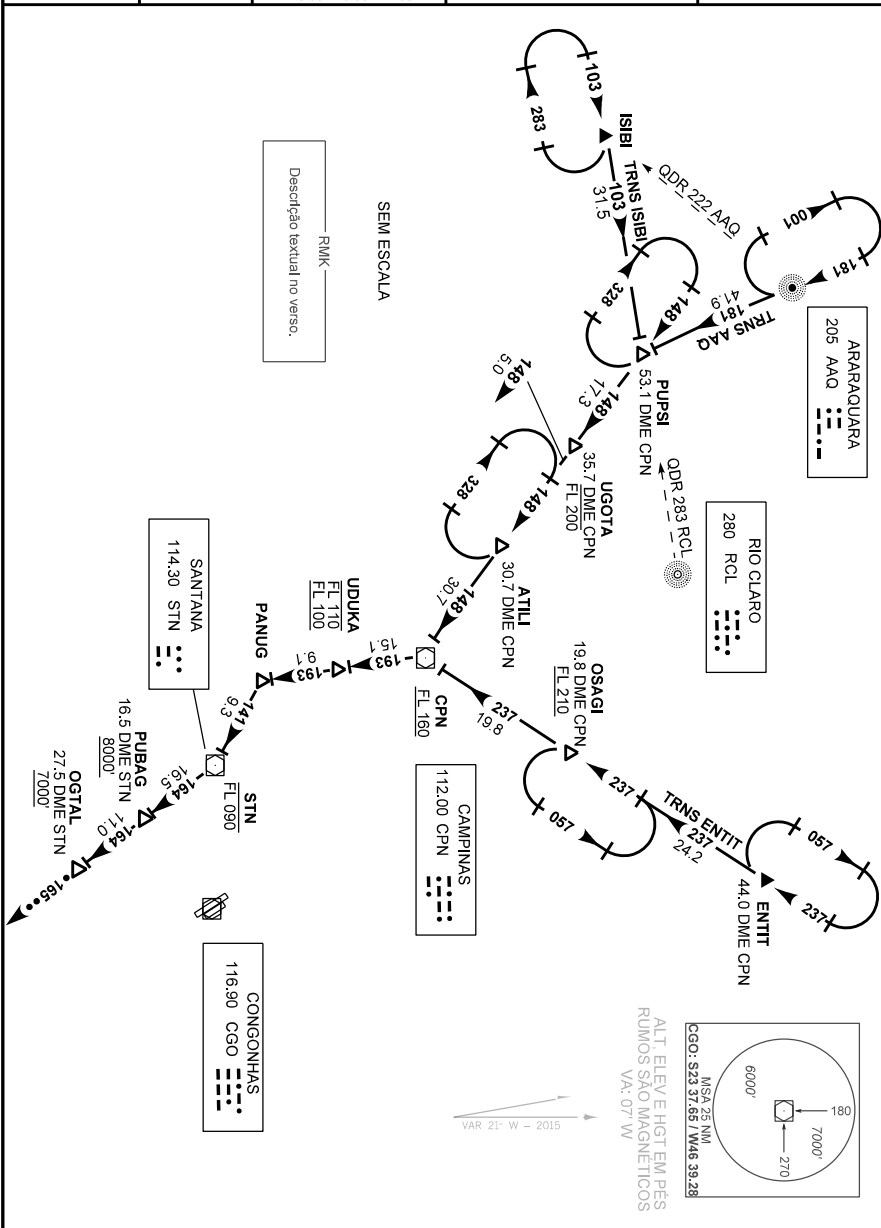 103
283
ISIBI
TRNS ISIBI
103
31.5
QDR 222 AAQ
001
181
181
41.9
TRNS AAQ
ARARAQUARA
205 AAQ
328
148
PUPSI
53.1 DME CPN
148
17.3
QDR 283 RCL
RIO CLARO
280 RCL
SEM ESCALA
RMK
Descrição textual no verso.
148
5.0
UGOTA
35.7 DME CPN
FL 200
328
148
ATILI
30.7 DME CPN
148
30.7
OSAGI
19.8 DME CPN
FL 210
237
19.8
237
057
TRNS ENTIT
237
24.2
057
237
ENTIT
44.0 DME CPN
CPN
FL 160
CAMPINAS
112.00 CPN
193
15.1
UDUKA
FL 110
FL 100
193
9.1
PANUG
141
9.3
SANTANA
114.30 STN
STN
FL 090
164
16.5
PUBAG
16.5 DME STN
8000'
164
11.0
OGTAL
27.5 DME STN
7000'
165
CONGONHAS
116.90 CGO
MSA 25 NM
CGO: S23 37.65 / W46 39.28
6000'
7000'
180
270
ALT, ELEV E HGT EM PÉS
RUMOS SÃO MAGNÉTICOS
VA: 07' W
VAR 21° W – 2015